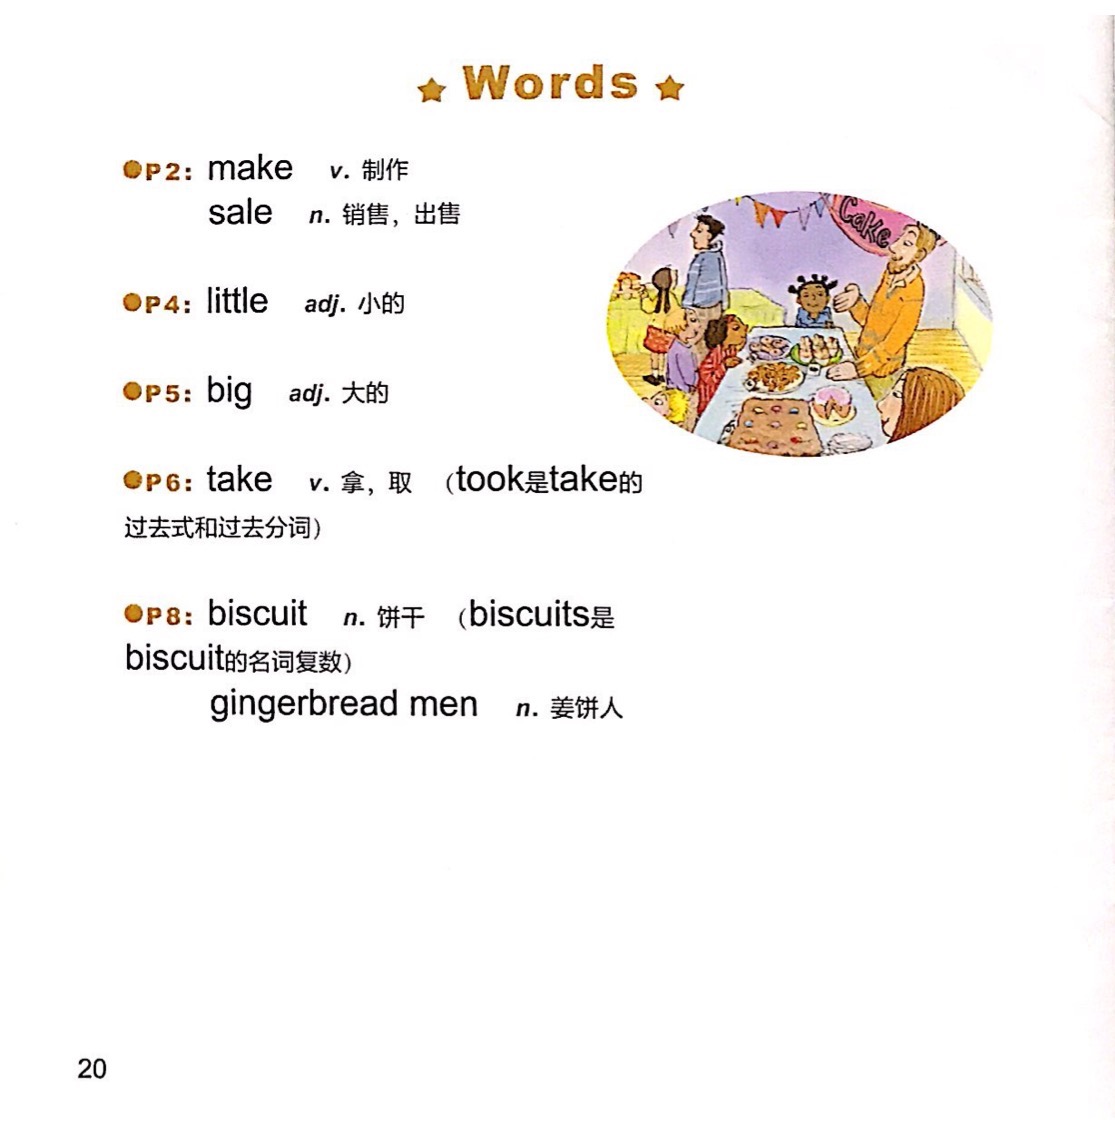 Words
P2: make v. 制作
sale n. 销售，出售
Cake
P4: little adj. 小的
P5: big adj. 大的
P6: take v. 拿，取 （took是take的
过去式和过去分词）
P8: biscuit n. 饼干 （biscuits是
biscuit的名词复数）
gingerbread men n. 姜饼人
20